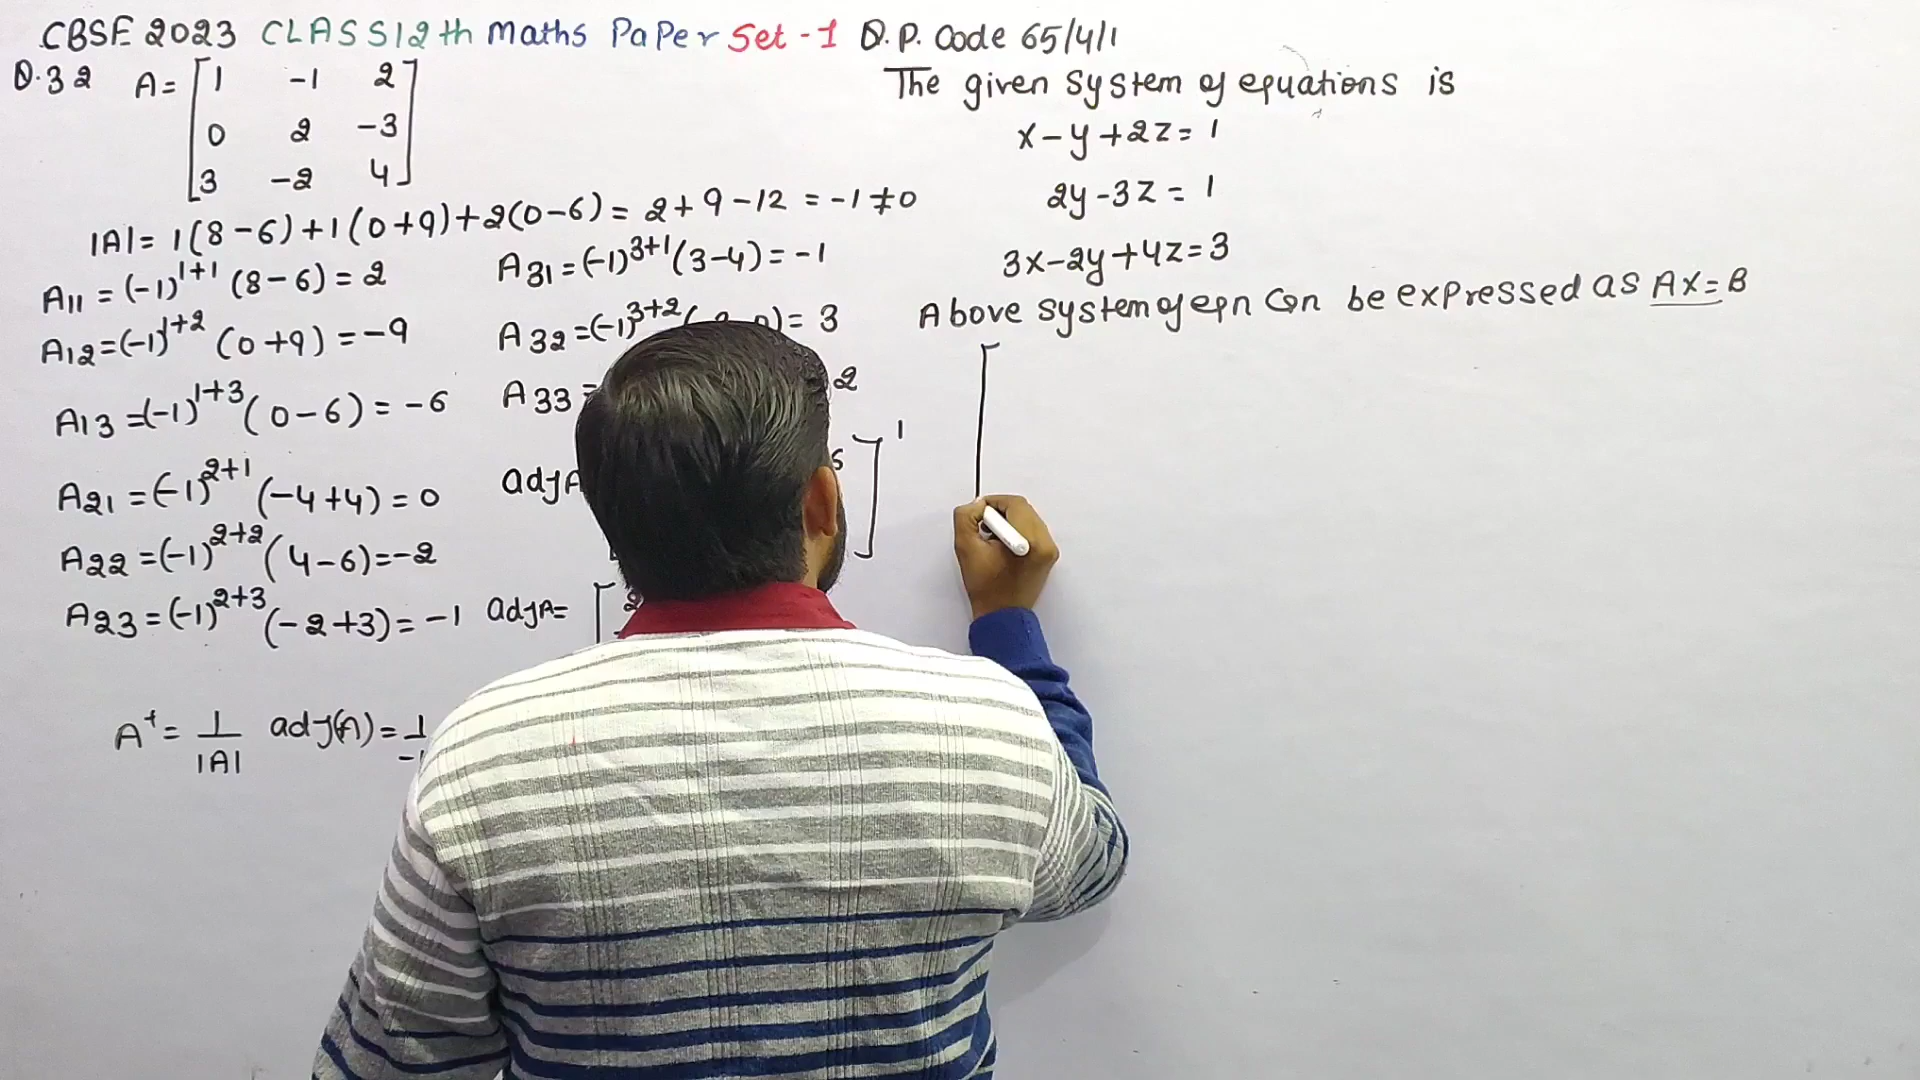 CBSE 2023 CLASS12th Maths Paper Set-1 Q.P. Code 65/4/1
Q.32 A= [1 -1 2
0 2 -3
3 -2 4]
|A|= 1(8-6)+1(0+9)+2(0-6)= 2+9-12 = -1≠0
A11 = (-1)^1+1 (8-6) = 2
A12=(-1)^1+2 (0+9) = -9
A13 =(-1)^1+3 (0-6) = -6
A21 =(-1)^2+1 (-4+4) = 0
A22 =(-1)^2+2 (4-6)=-2
A23 =(-1)^2+3 (-2+3)= -1
A31 =(-1)^3+1 (3-4)= -1
A32 =(-1)^3+2 ( )= 3
A33 = 2
adjA ]'
adjA= [2
A⁻¹= 1/|A| adj(A)= 1/-1
The given system of equations is
x-y+2z= 1
2y-3z= 1
3x-2y+4z=3
Above system of eqn can be expressed as AX=B
[